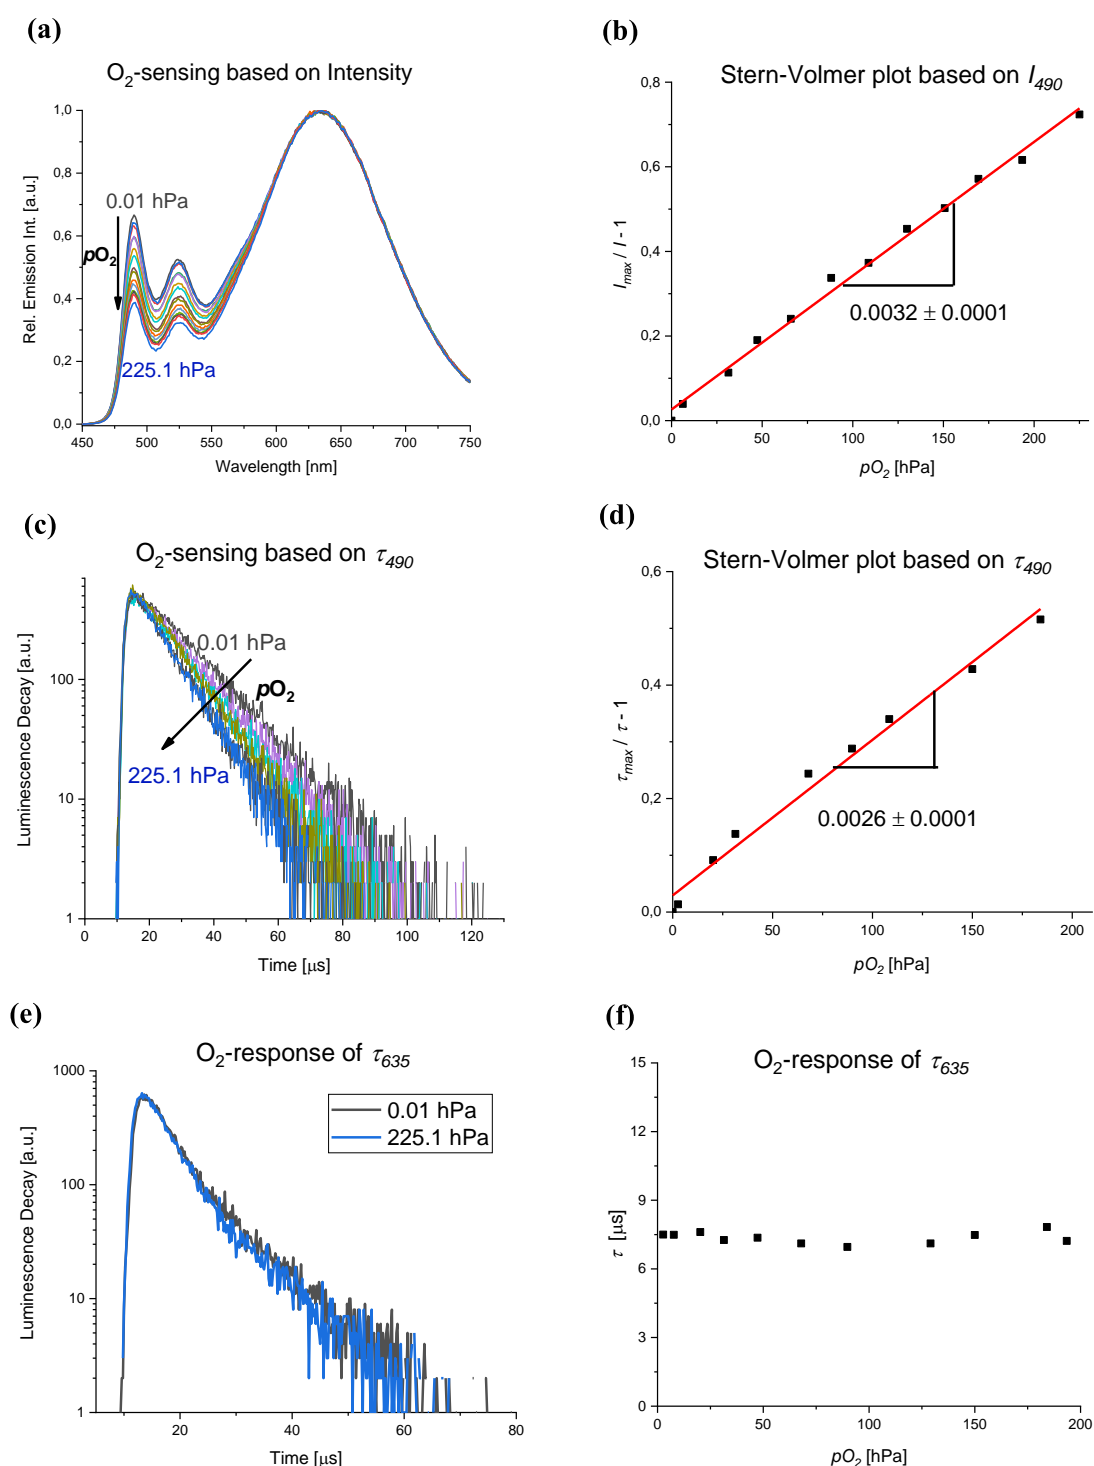 (a)
O2-sensing based on Intensity
1,0
0,8
0,6
0,4
0,2
0,0
Rel. Emission Int. [a.u.]
0.01 hPa
pO2
225.1 hPa
450 500 550 600 650 700 750
Wavelength [nm]
(b)
Stern-Volmer plot based on I490
0,8
0,6
0,4
0,2
0,0
Imax / I - 1
0.0032 ± 0.0001
0 50 100 150 200
pO2 [hPa]
(c)
O2-sensing based on τ490
100
10
1
Luminescence Decay [a.u.]
0.01 hPa
pO2
225.1 hPa
0 20 40 60 80 100 120
Time [μs]
(d)
Stern-Volmer plot based on τ490
0,6
0,4
0,2
0,0
τmax / τ - 1
0.0026 ± 0.0001
0 50 100 150 200
pO2 [hPa]
(e)
O2-response of τ635
1000
100
10
1
Luminescence Decay [a.u.]
0.01 hPa
225.1 hPa
20 40 60 80
Time [μs]
(f)
O2-response of τ635
15
12
9
6
3
0
τ [μs]
0 50 100 150 200
pO2 [hPa]